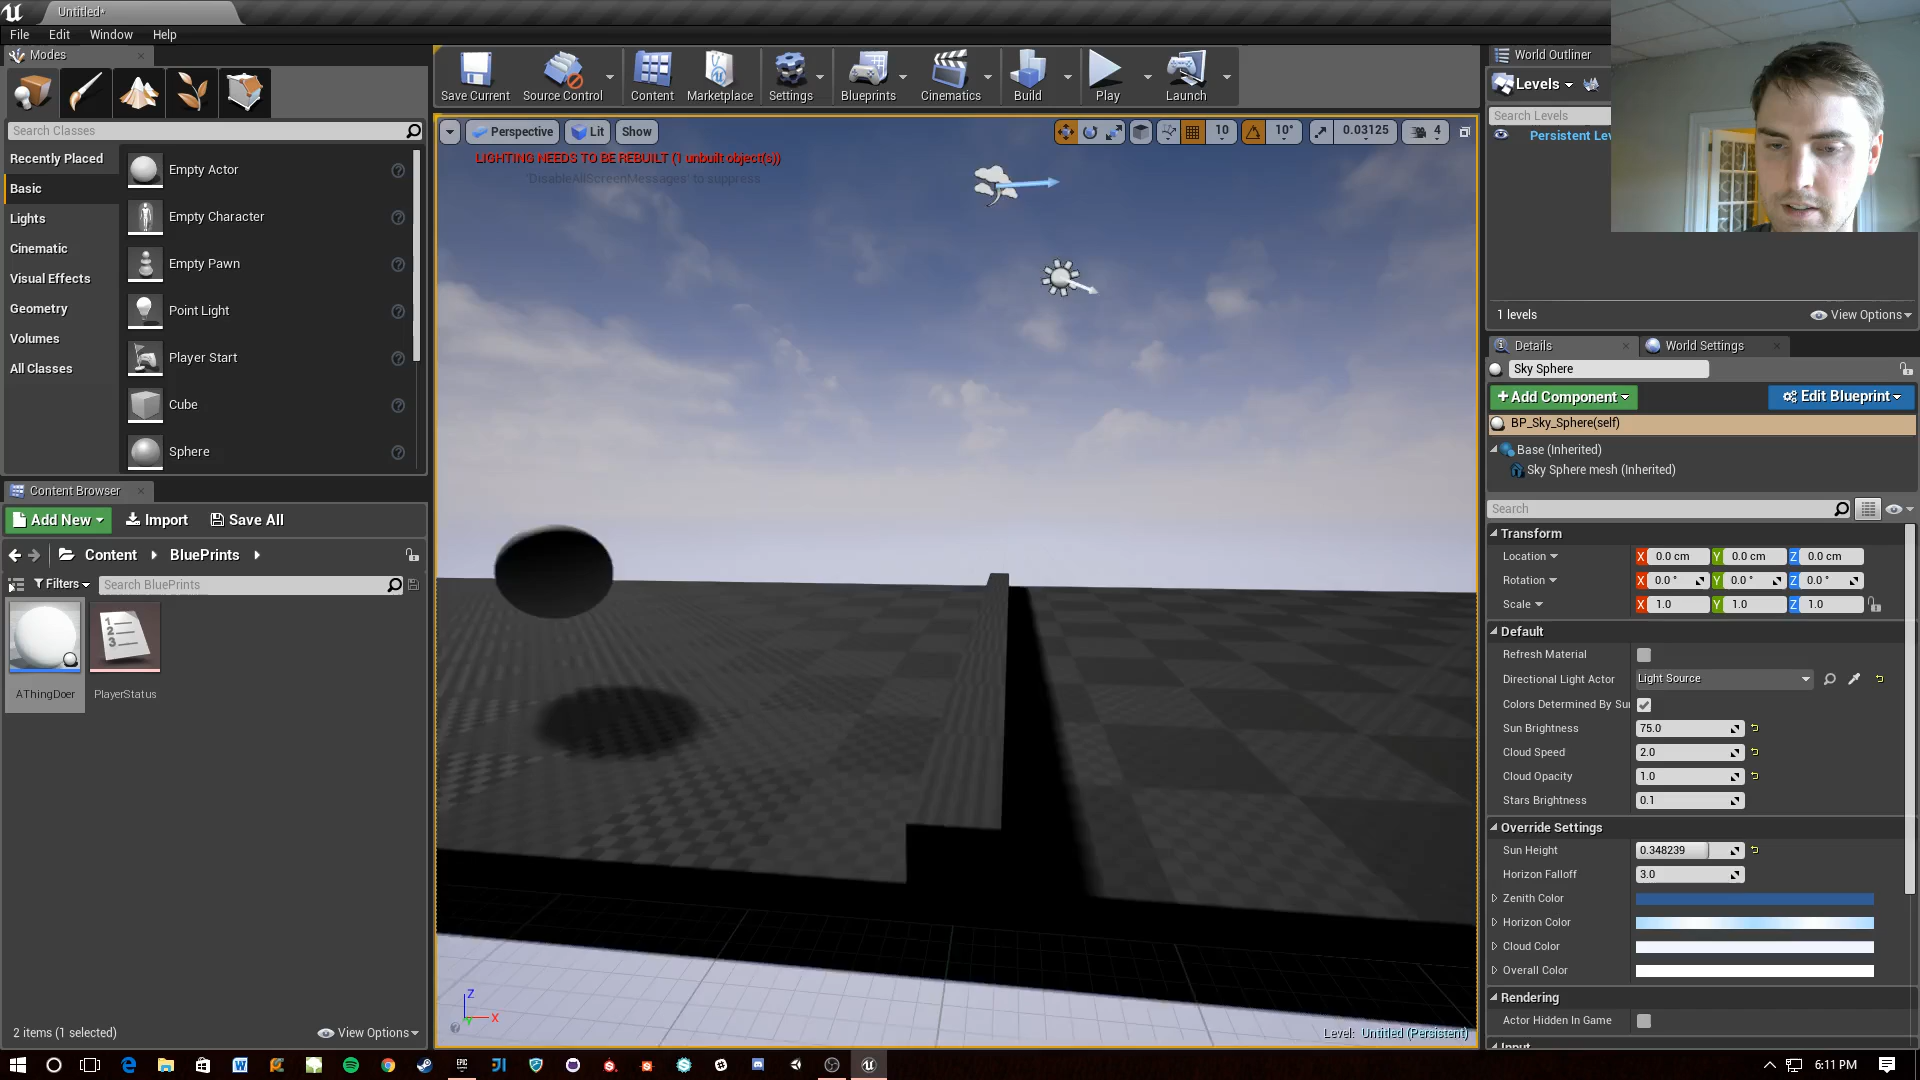 Untitled*
File Edit Window Help
Modes
Search Classes
Recently Placed
Basic
Lights
Cinematic
Visual Effects
Geometry
Volumes
All Classes
Empty Actor
Empty Character
Empty Pawn
Point Light
Player Start
Cube
Sphere
Content Browser
Add New Import Save All
Content BluePrints
Filters Search BluePrints
1
2
3
AThingDoer PlayerStatus
2 items (1 selected) View Options
Save Current Source Control Content Marketplace Settings Blueprints Cinematics Build Play Launch
Perspective Lit Show 10 10° 0.03125 4
LIGHTING NEEDS TO BE REBUILT (1 unbuilt object(s))
'DisableAllScreenMessages' to suppress
Z
X
Y
Level: Untitled (Persistent)
World Outliner
Levels
Search Levels
Persistent Lev
1 levels View Options
Details World Settings
Sky Sphere
+Add Component Edit Blueprint
BP_Sky_Sphere(self)
Base (Inherited)
Sky Sphere mesh (Inherited)
Search
Transform
Location X 0.0 cm Y 0.0 cm Z 0.0 cm
Rotation X 0.0 ° Y 0.0 ° Z 0.0 °
Scale X 1.0 Y 1.0 Z 1.0
Default
Refresh Material
Directional Light Actor Light Source
Colors Determined By Sun
Sun Brightness 75.0
Cloud Speed 2.0
Cloud Opacity 1.0
Stars Brightness 0.1
Override Settings
Sun Height 0.348239
Horizon Falloff 3.0
Zenith Color
Horizon Color
Cloud Color
Overall Color
Rendering
Actor Hidden In Game
Input
EPIC
6:11 PM